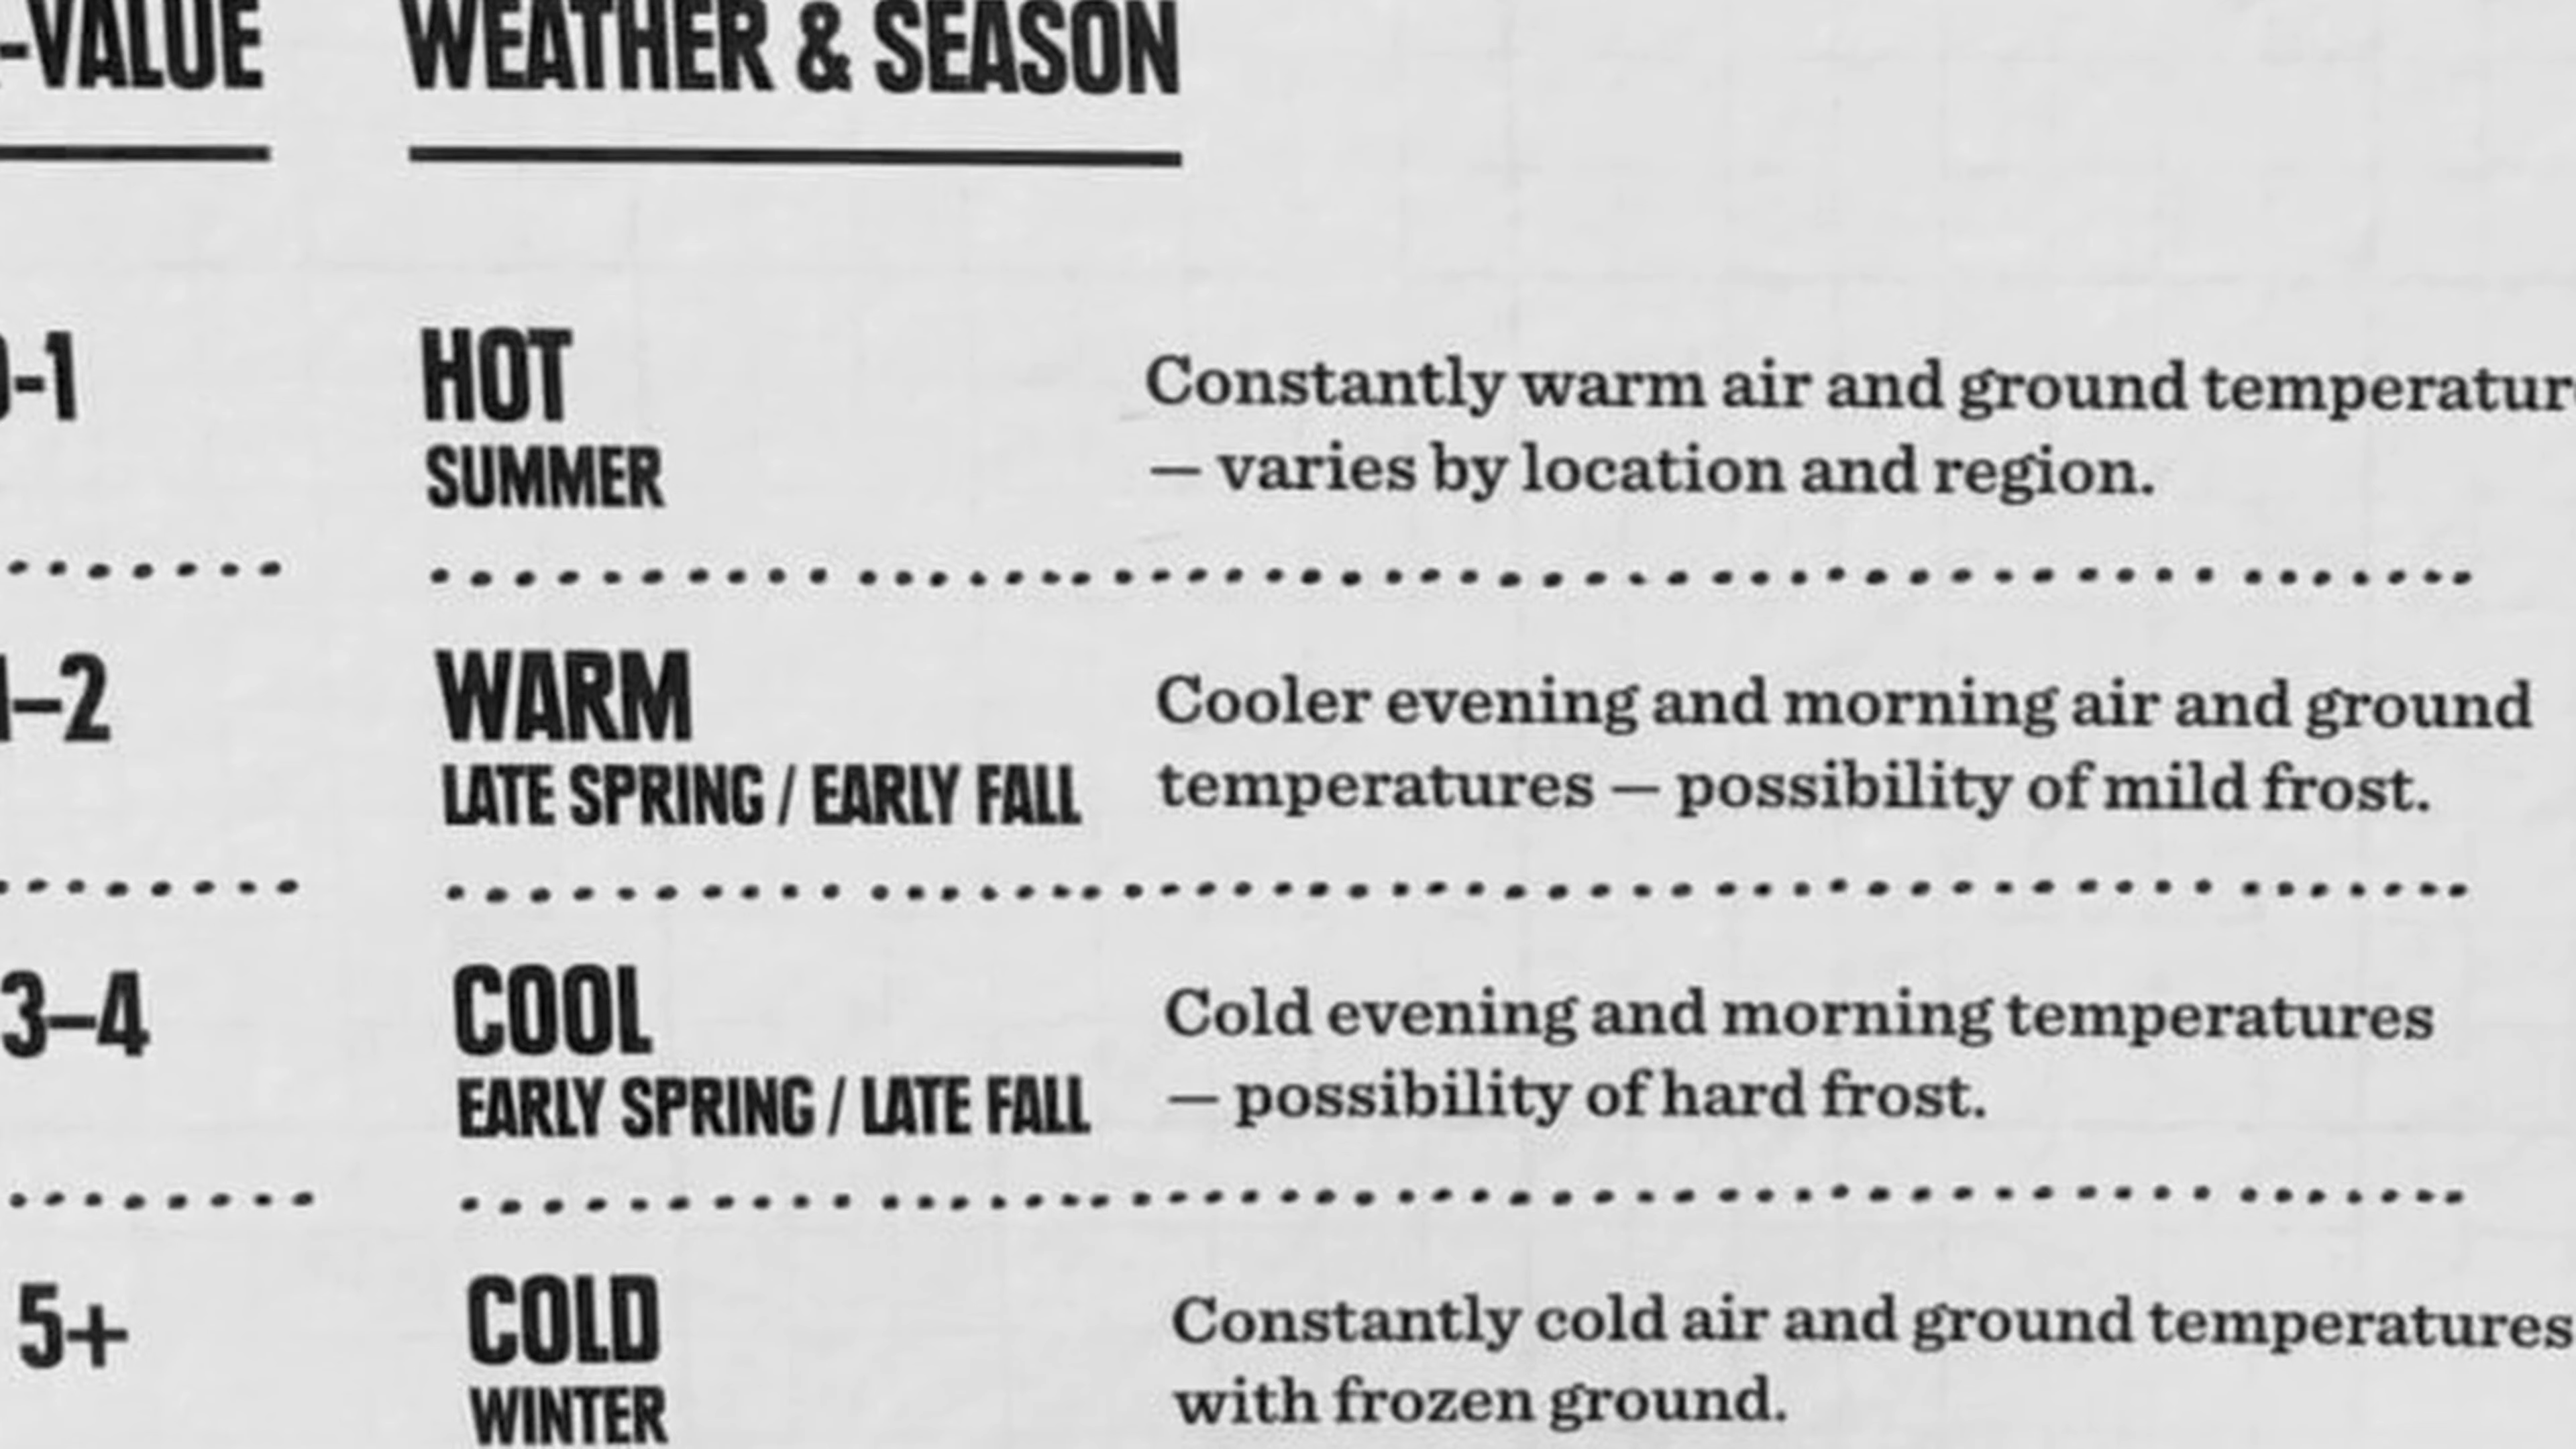 -VALUE WEATHER & SEASON
0-1 HOT Constantly warm air and ground
SUMMER — varies by location and region.
1–2 WARM Cooler evening and morning air and ground
LATE SPRING / EARLY FALL temperatures — possibility of mild frost.
3–4 COOL Cold evening and morning temperatures
EARLY SPRING / LATE FALL — possibility of hard frost.
5+ COLD Constantly cold air and ground temperatures
WINTER with frozen ground.